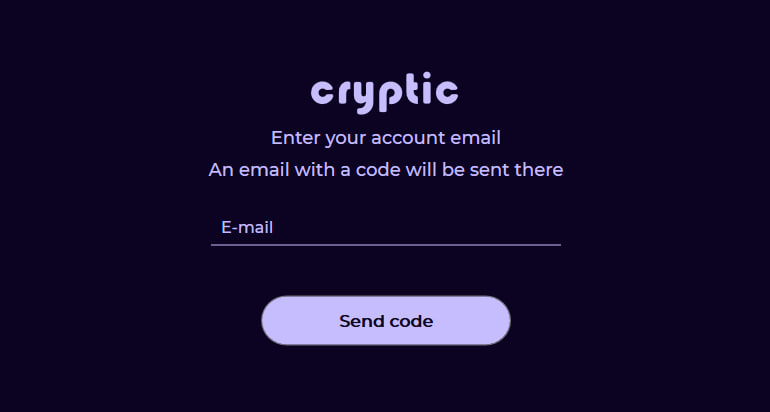 cryptic
Enter your account email
An email with a code will be sent there
E-mail
Send code